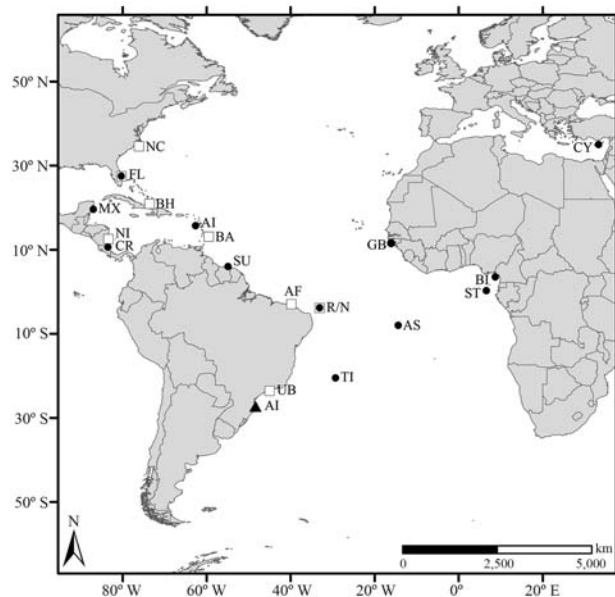 50° N
30° N
10° N
10° S
30° S
50° S
NC
FL
BH
MX
AI
BA
NI
CR
SU
AF
R/N
UB
AI
TI
AS
GB
BI
ST
CY
N
km
0 2,500 5,000
80° W 60° W 40° W 20° W 0° 20° E